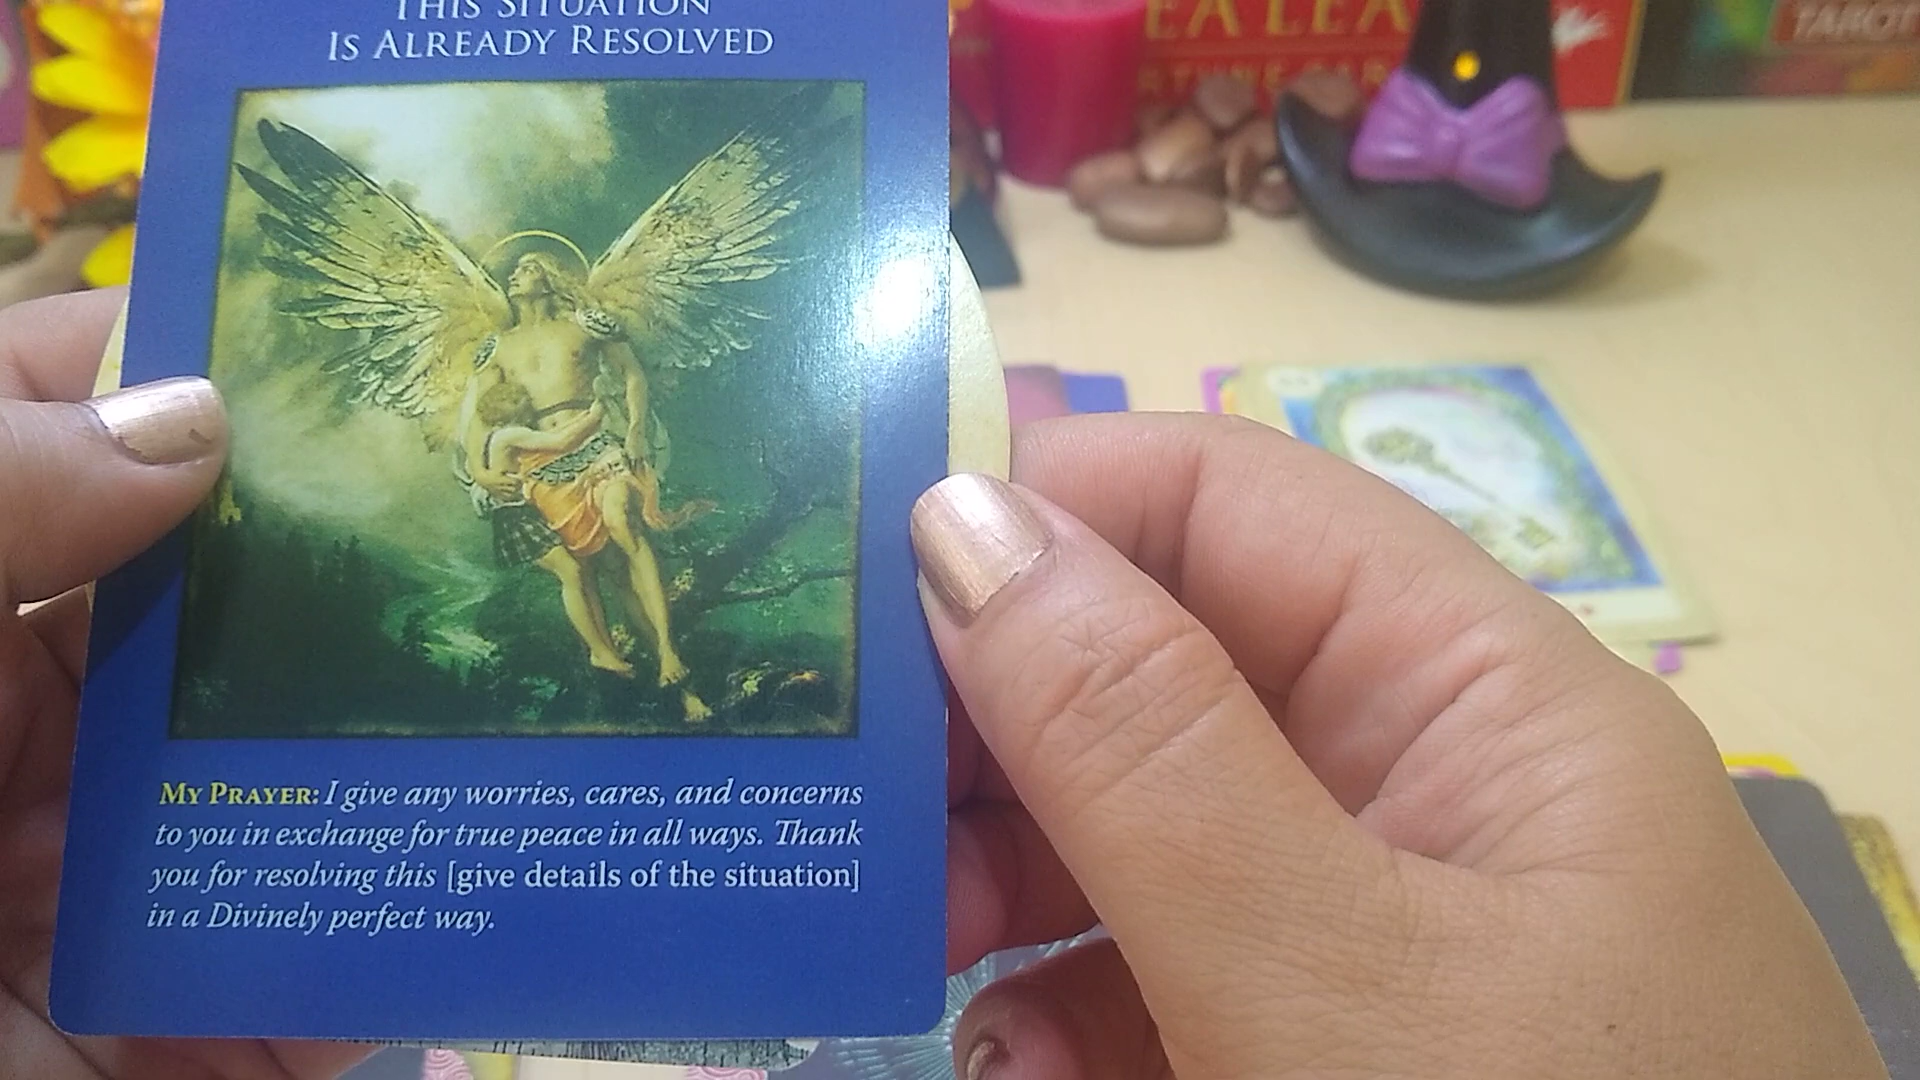 THIS SITUATION
IS ALREADY RESOLVED
MY PRAYER: I give any worries, cares, and concerns
to you in exchange for true peace in all ways. Thank
you for resolving this [give details of the situation]
in a Divinely perfect way.
TAROT